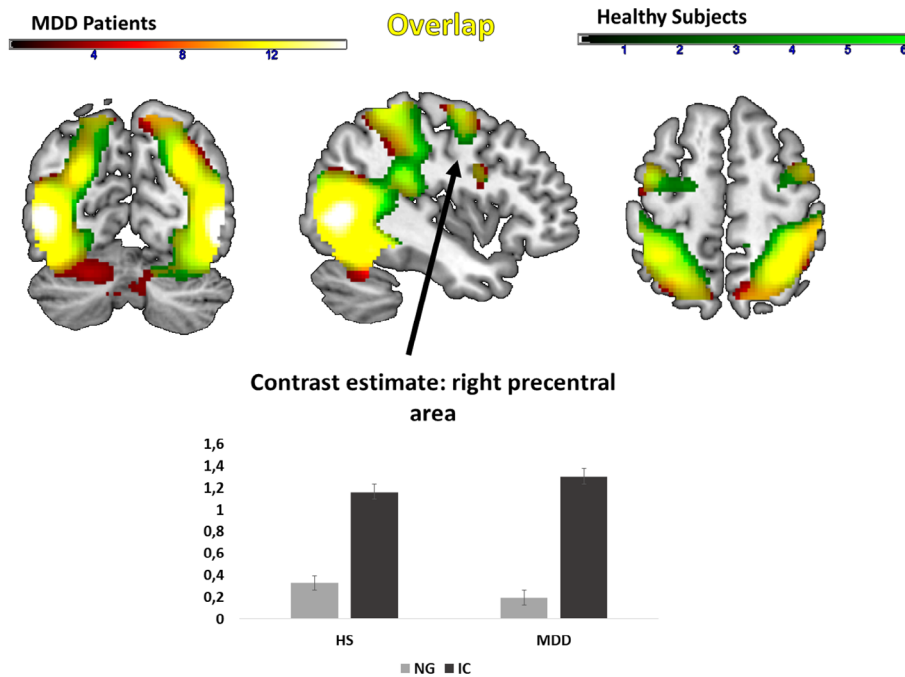 MDD Patients
Overlap
Healthy Subjects
4 8 12
1 2 3 4 5 6
Contrast estimate: right precentral
area
1,6
1,4
1,2
1
0,8
0,6
0,4
0,2
0
HS MDD
NG IC